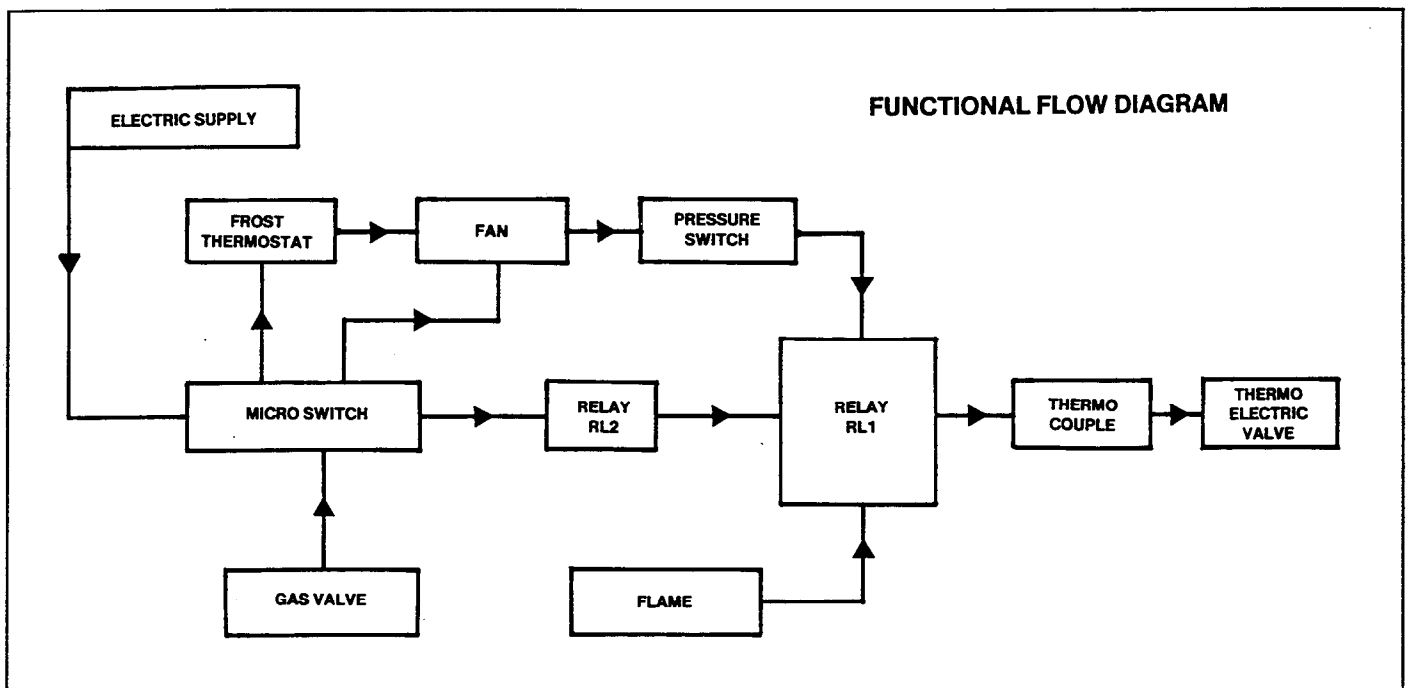 FUNCTIONAL FLOW DIAGRAM
ELECTRIC SUPPLY
FROST
THERMOSTAT
FAN
PRESSURE
SWITCH
MICRO SWITCH
RELAY
RL2
RELAY
RL1
THERMO
COUPLE
THERMO
ELECTRIC
VALVE
GAS VALVE
FLAME